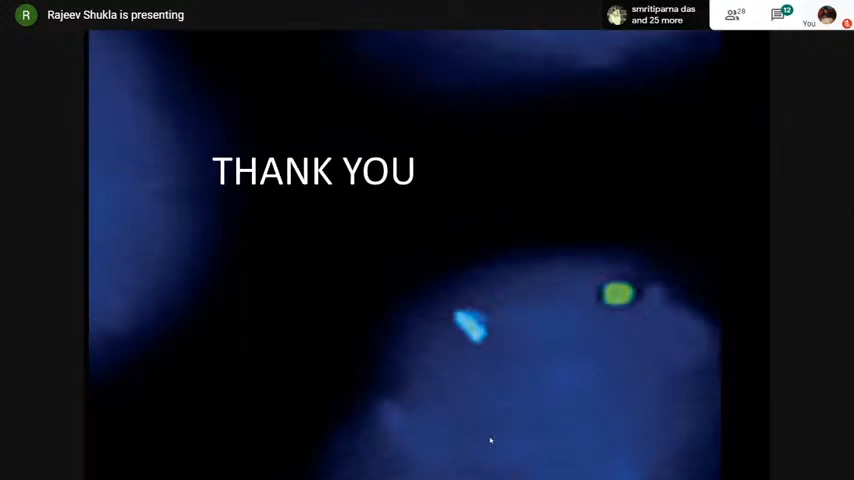 R
Rajeev Shukla is presenting
smritiparna das
and 25 more
28
12
You
THANK YOU